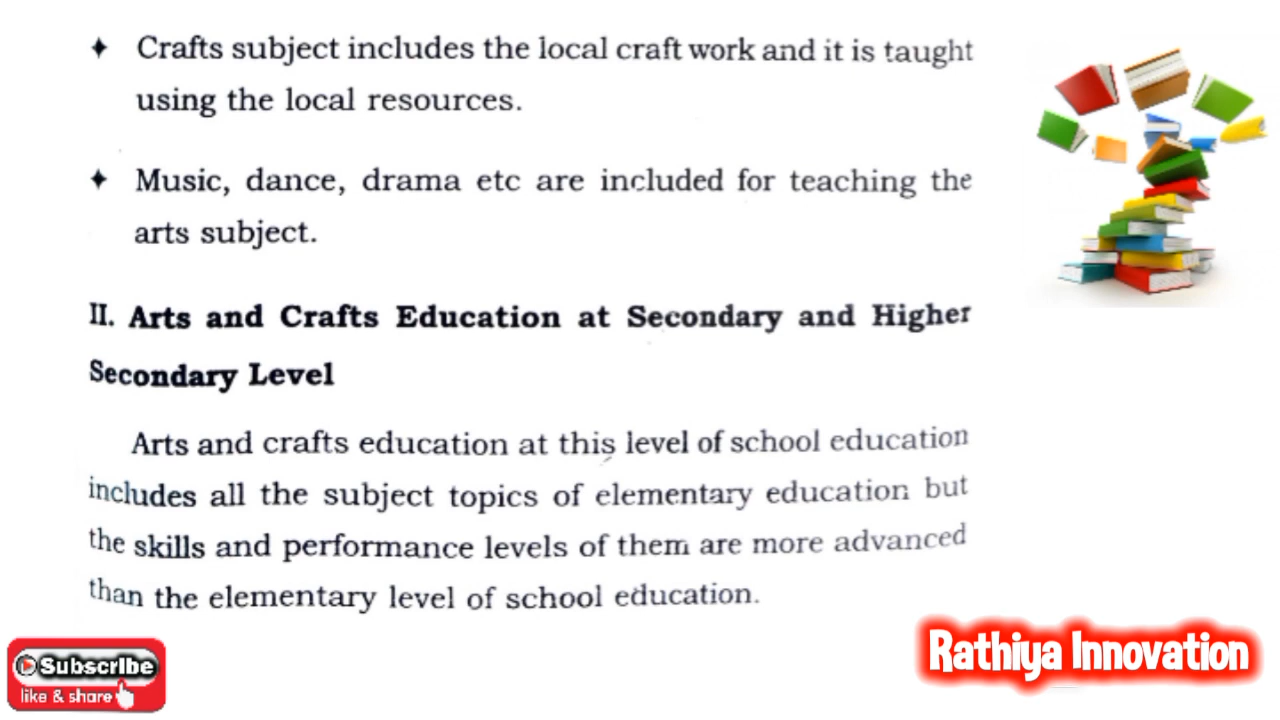 ✦ Crafts subject includes the local craft work and it is taught
using the local resources.
✦ Music, dance, drama etc are included for teaching the
arts subject.
II. Arts and Crafts Education at Secondary and Higher
Secondary Level
Arts and crafts education at this level of school education
includes all the subject topics of elementary education but
the skills and performance levels of them are more advanced
than the elementary level of school education.
Subscribe
like & share
Rathiya Innovation